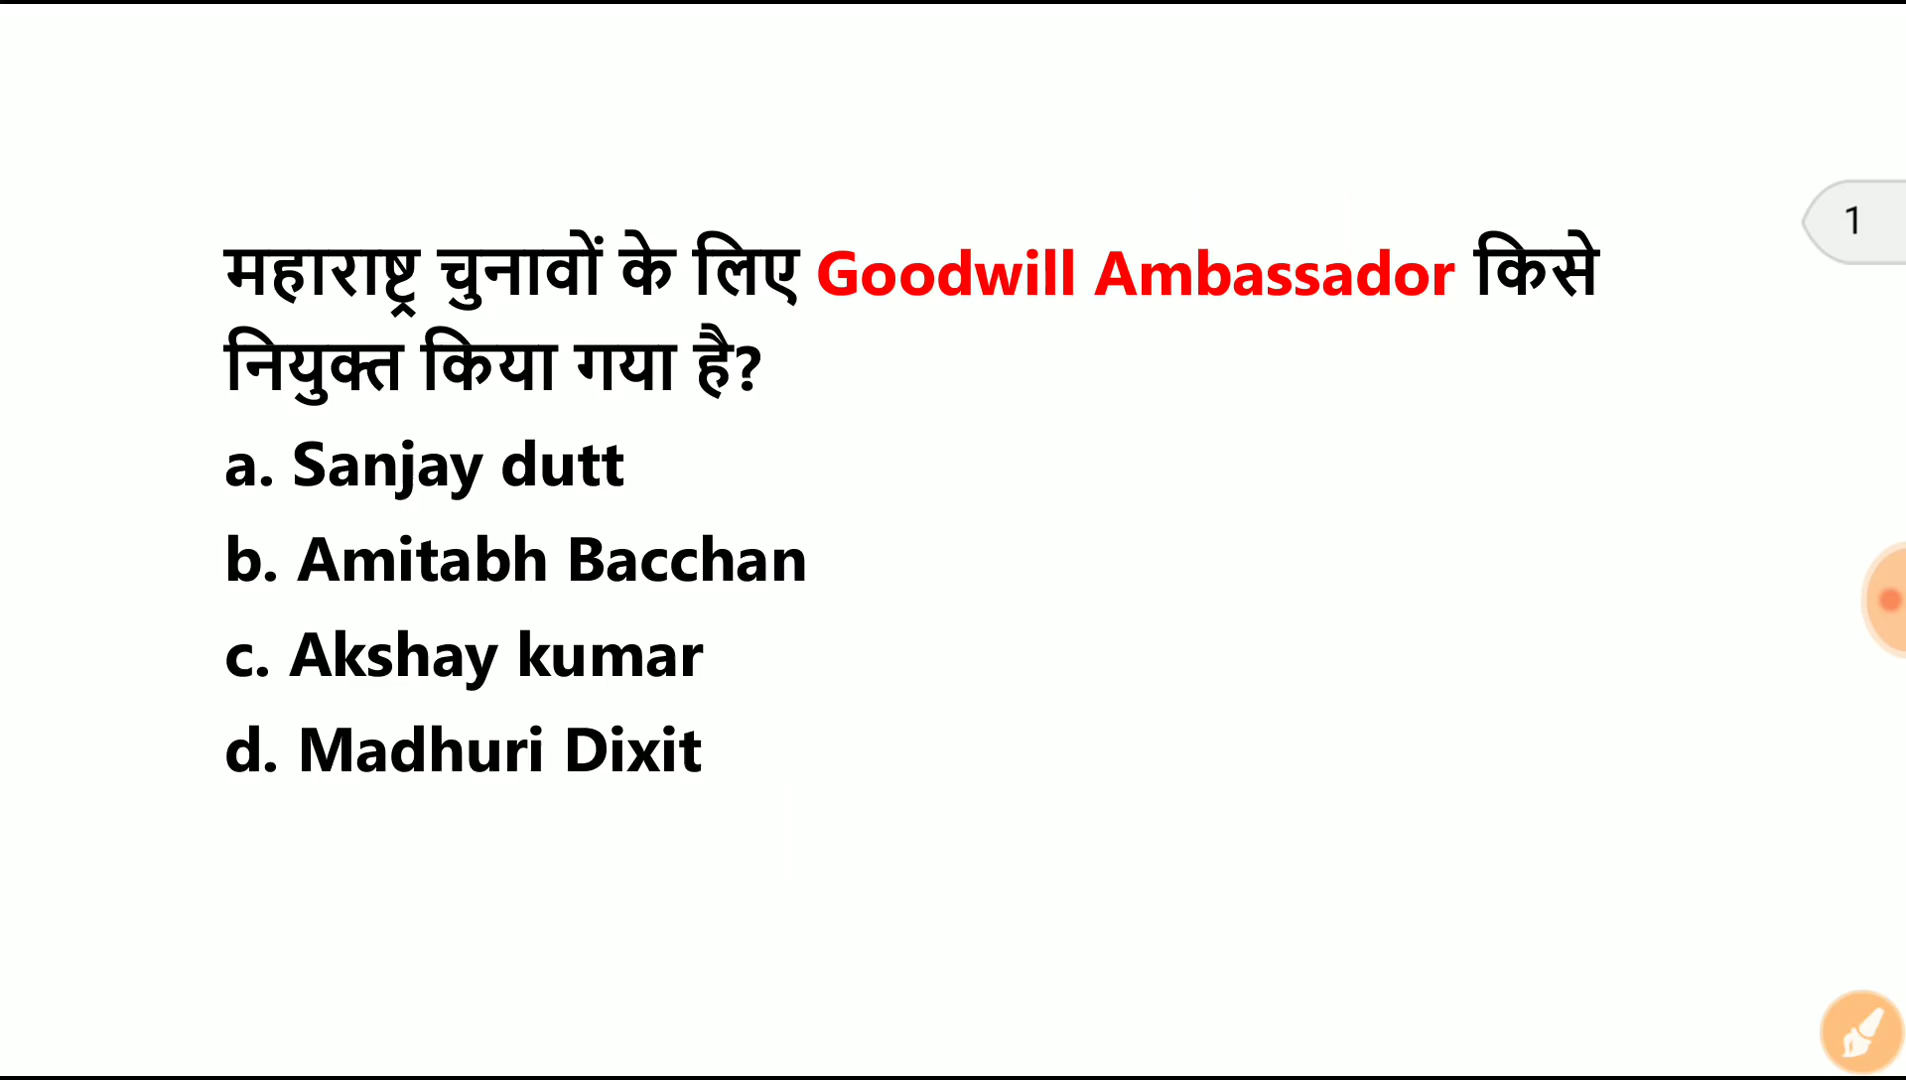 महाराष्ट्र चुनावों के लिए Goodwill Ambassador किसे
नियुक्त किया गया है?
a. Sanjay dutt
b. Amitabh Bacchan
c. Akshay kumar
d. Madhuri Dixit
1